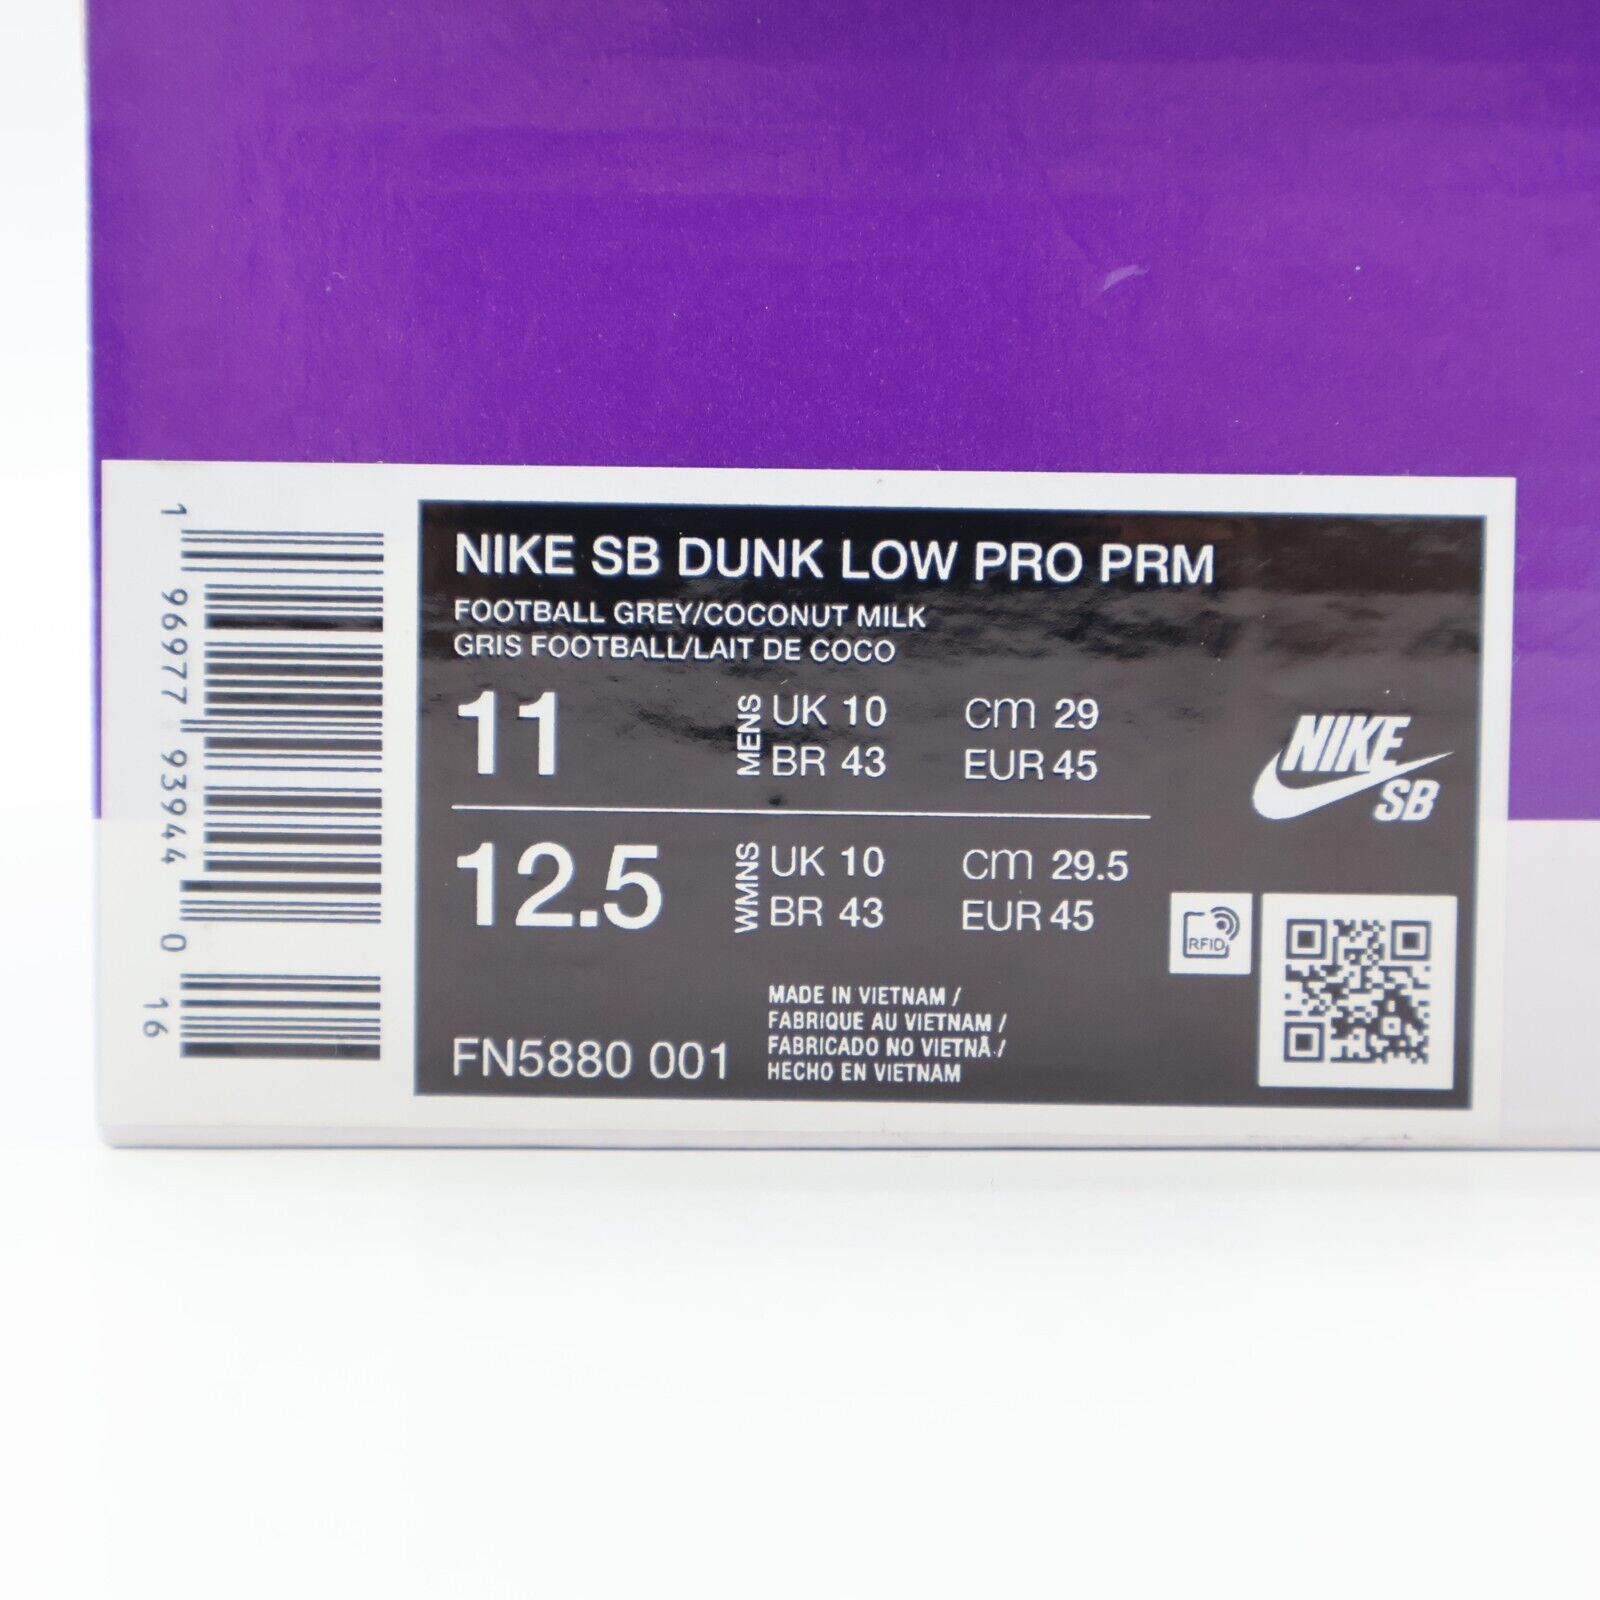 NIKE SB DUNK LOW PRO PRM
FOOTBALL GREY/COCONUT MILK
GRIS FOOTBALL/LAIT DE COCO
11 MENS UK 10 cm 29
BR 43 EUR 45
12.5 WMNS UK 10 cm 29.5
BR 43 EUR 45
NIKE
SB
RFID
MADE IN VIETNAM /
FABRIQUE AU VIETNAM /
FABRICADO NO VIETNÃ /
HECHO EN VIETNAM
FN5880 001
1 96977 93944 0 16